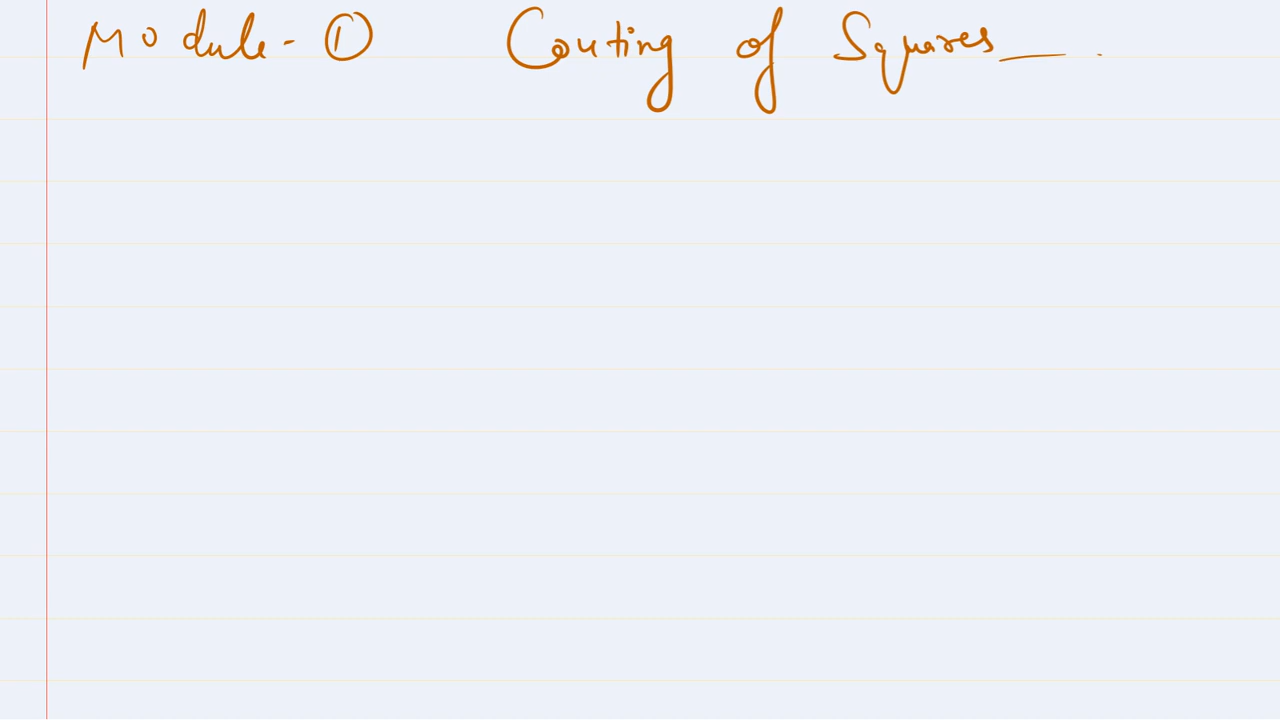 Module - ① Couting of Squares